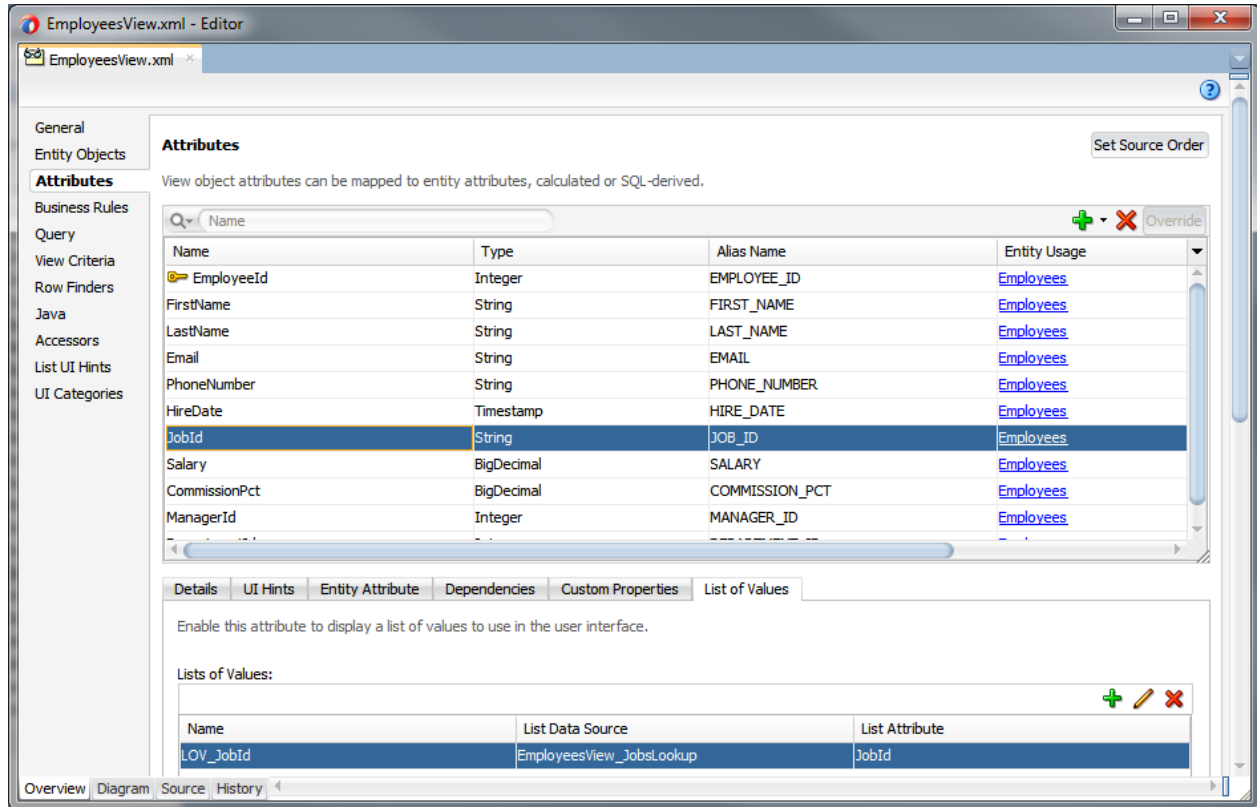 EmployeesView.xml - Editor
EmployeesView.xml
General
Entity Objects
Attributes
Business Rules
Query
View Criteria
Row Finders
Java
Accessors
List UI Hints
UI Categories
Attributes
Set Source Order
View object attributes can be mapped to entity attributes, calculated or SQL-derived.
Name
Override
Name Type Alias Name Entity Usage
EmployeeId Integer EMPLOYEE_ID Employees
FirstName String FIRST_NAME Employees
LastName String LAST_NAME Employees
Email String EMAIL Employees
PhoneNumber String PHONE_NUMBER Employees
HireDate Timestamp HIRE_DATE Employees
JobId String JOB_ID Employees
Salary BigDecimal SALARY Employees
CommissionPct BigDecimal COMMISSION_PCT Employees
ManagerId Integer MANAGER_ID Employees
Details UI Hints Entity Attribute Dependencies Custom Properties List of Values
Enable this attribute to display a list of values to use in the user interface.
Lists of Values:
Name List Data Source List Attribute
LOV_JobId EmployeesView_JobsLookup JobId
Overview Diagram Source History